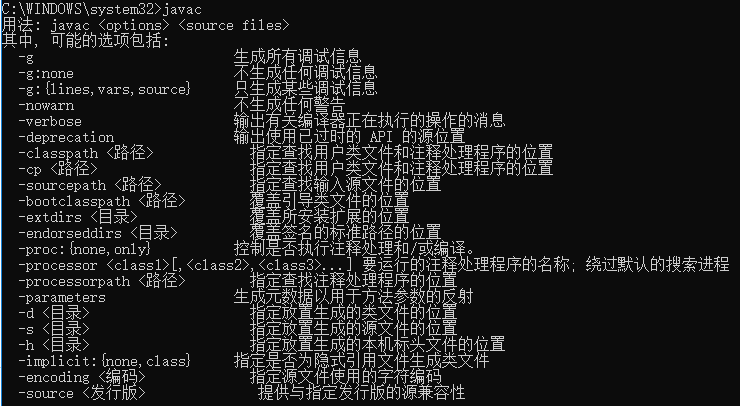 C:\WINDOWS\system32>javac
用法: javac <options> <source files>
其中, 可能的选项包括:
  -g                         生成所有调试信息
  -g:none                    不生成任何调试信息
  -g:{lines,vars,source}     只生成某些调试信息
  -nowarn                    不生成任何警告
  -verbose                   输出有关编译器正在执行的操作的消息
  -deprecation               输出使用已过时的 API 的源位置
  -classpath <路径>            指定查找用户类文件和注释处理程序的位置
  -cp <路径>                   指定查找用户类文件和注释处理程序的位置
  -sourcepath <路径>           指定查找输入源文件的位置
  -bootclasspath <路径>        覆盖引导类文件的位置
  -extdirs <目录>              覆盖所安装扩展的位置
  -endorseddirs <目录>         覆盖签名的标准路径的位置
  -proc:{none,only}          控制是否执行注释处理和/或编译。
  -processor <class1>[,<class2>,<class3>...] 要运行的注释处理程序的名称; 绕过默认的搜索进程
  -processorpath <路径>        指定查找注释处理程序的位置
  -parameters                生成元数据以用于方法参数的反射
  -d <目录>                    指定放置生成的类文件的位置
  -s <目录>                    指定放置生成的源文件的位置
  -h <目录>                    指定放置生成的本机标头文件的位置
  -implicit:{none,class}     指定是否为隐式引用文件生成类文件
  -encoding <编码>             指定源文件使用的字符编码
  -source <发行版>              提供与指定发行版的源兼容性